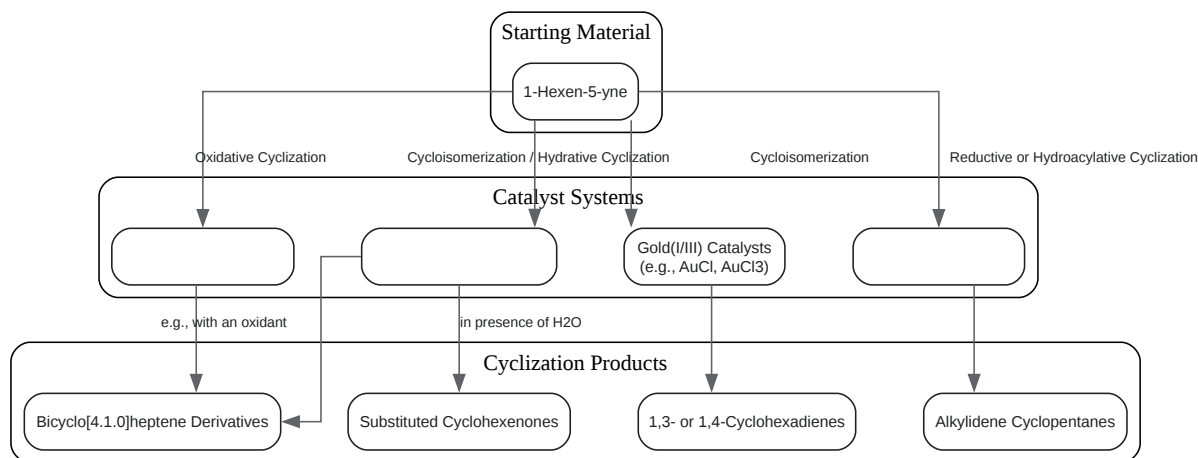 Starting Material
1-Hexen-5-yne
Oxidative Cyclization
Cycloisomerization / Hydrative Cyclization
Cycloisomerization
Reductive or Hydroacylative Cyclization
Catalyst Systems
Gold(I/III) Catalysts
(e.g., AuCl, AuCl3)
e.g., with an oxidant
in presence of H2O
Cyclization Products
Bicyclo[4.1.0]heptene Derivatives
Substituted Cyclohexenones
1,3- or 1,4-Cyclohexadienes
Alkylidene Cyclopentanes